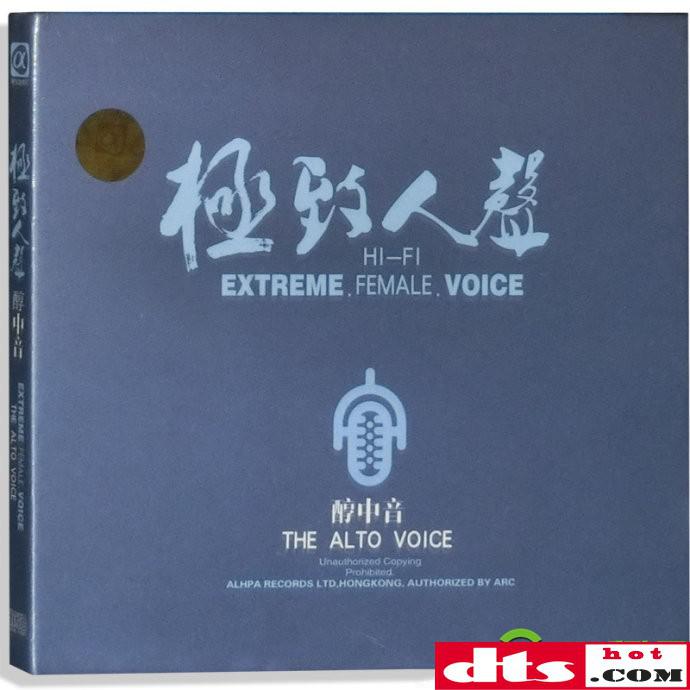 極致人聲
HI-FI
EXTREME.FEMALE.VOICE
醇中音
THE ALTO VOICE
Unauthorized Copying
Prohibited.
ALHPA RECORDS LTD,HONGKONG, AUTHORIZED BY ARC
極致人聲
醇中音
EXTREME FEMALE VOICE
THE ALTO VOICE
dts
hot
.COM